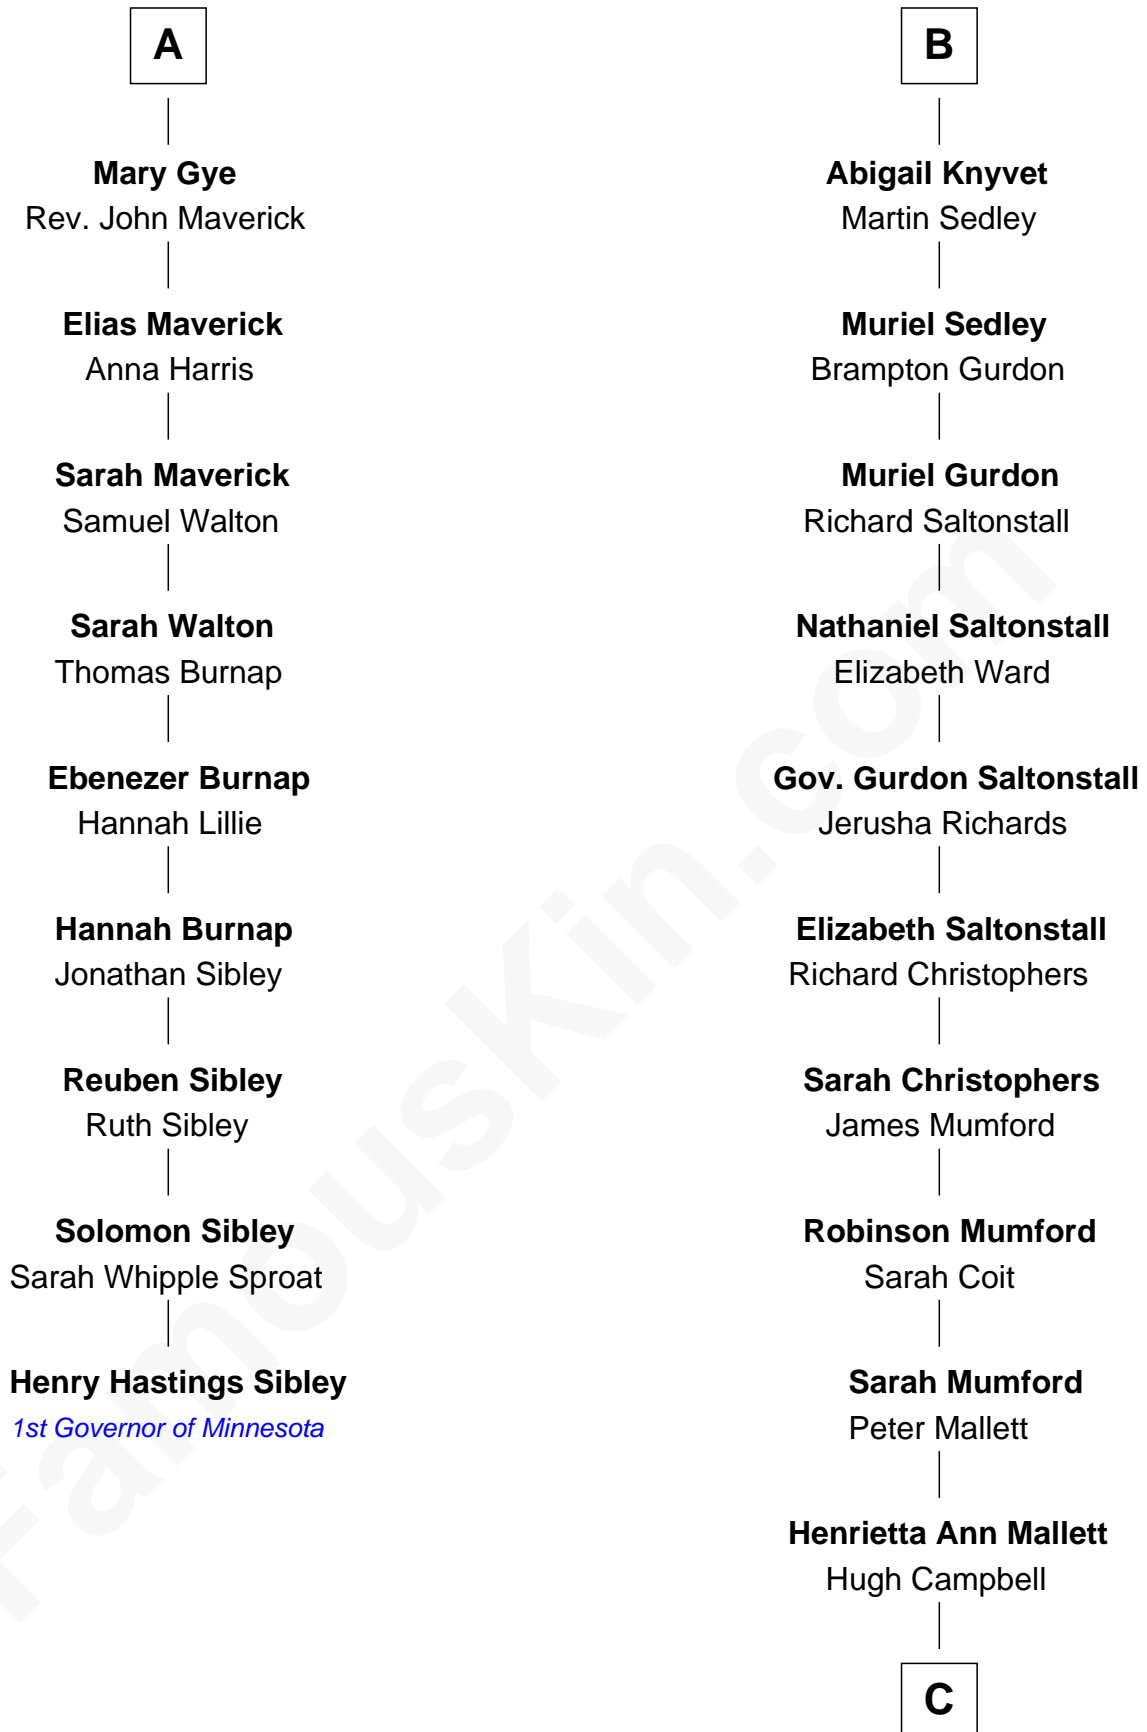 A
Mary Gye
Rev. John Maverick
Elias Maverick
Anna Harris
Sarah Maverick
Samuel Walton
Sarah Walton
Thomas Burnap
Ebenezer Burnap
Hannah Lillie
Hannah Burnap
Jonathan Sibley
Reuben Sibley
Ruth Sibley
Solomon Sibley
Sarah Whipple Sproat
Henry Hastings Sibley
1st Governor of Minnesota
B
Abigail Knyvet
Martin Sedley
Muriel Sedley
Brampton Gurdon
Muriel Gurdon
Richard Saltonstall
Nathaniel Saltonstall
Elizabeth Ward
Gov. Gurdon Saltonstall
Jerusha Richards
Elizabeth Saltonstall
Richard Christophers
Sarah Christophers
James Mumford
Robinson Mumford
Sarah Coit
Sarah Mumford
Peter Mallett
Henrietta Ann Mallett
Hugh Campbell
C
FamousKin.com